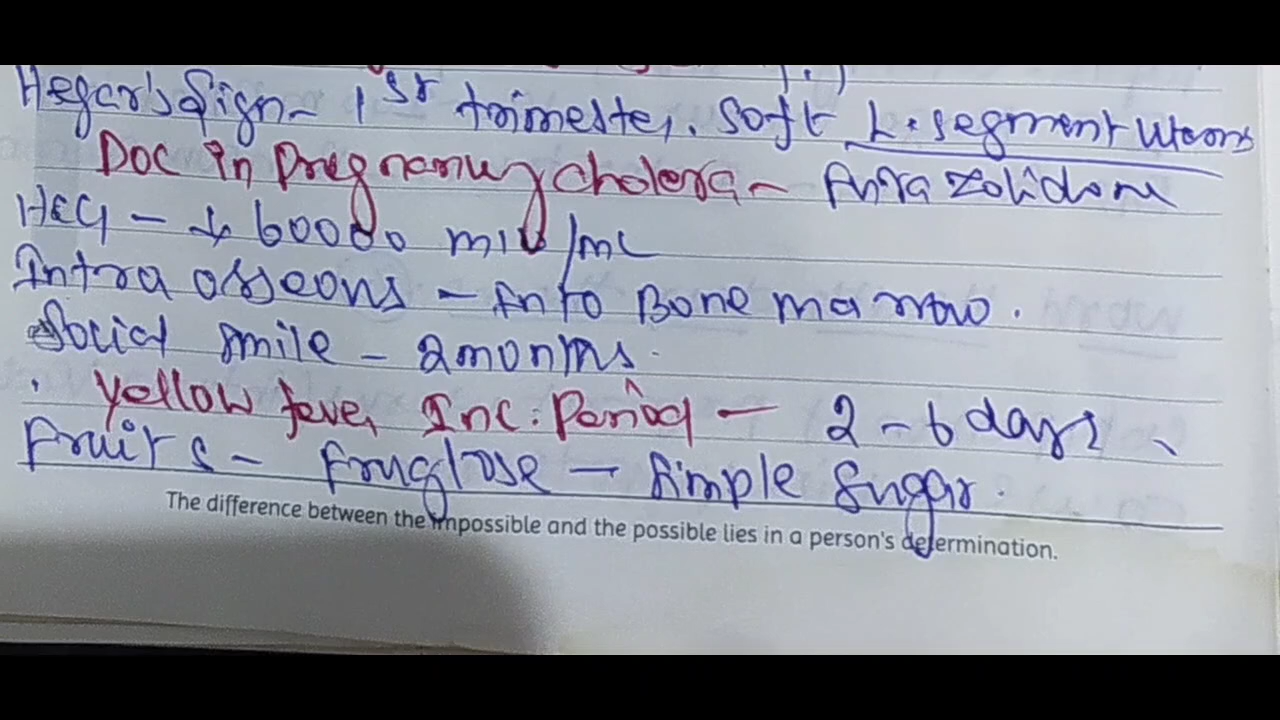 Hegar's Sign - 1st trimester. Soft L. segment uterus
DOC in Pregnancy cholera - Furazolidone
HCG - 60000 mIU/mL
Intra osseous - Into Bone marrow.
Social smile - 2 months.
Yellow fever Inc: Period - 2 - 6 days
Fruits - Fruglose - Simple Sugar.
The difference between the impossible and the possible lies in a person's determination.